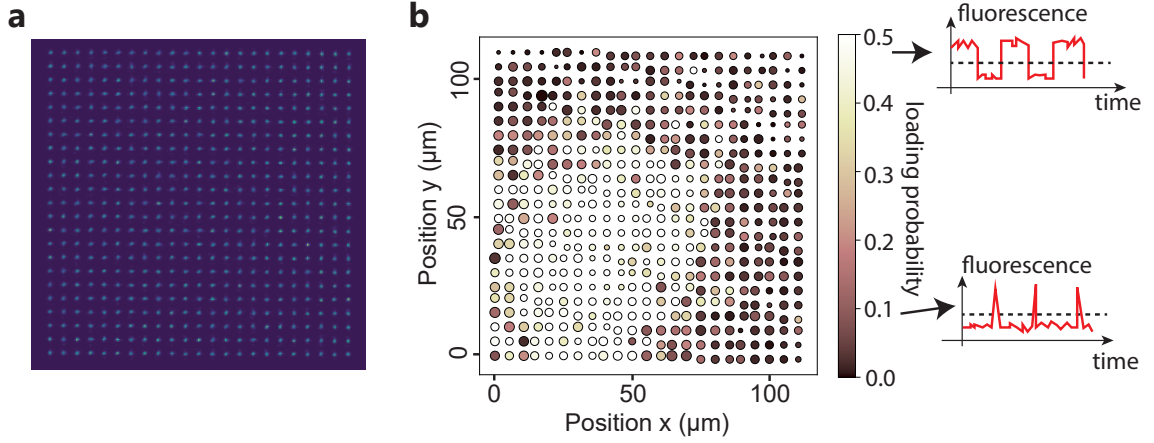 a
b
100
50
0
Position y (μm)
0
50
100
Position x (μm)
0.5
0.4
0.3
0.2
0.1
0.0
loading probability
fluorescence
time
fluorescence
time